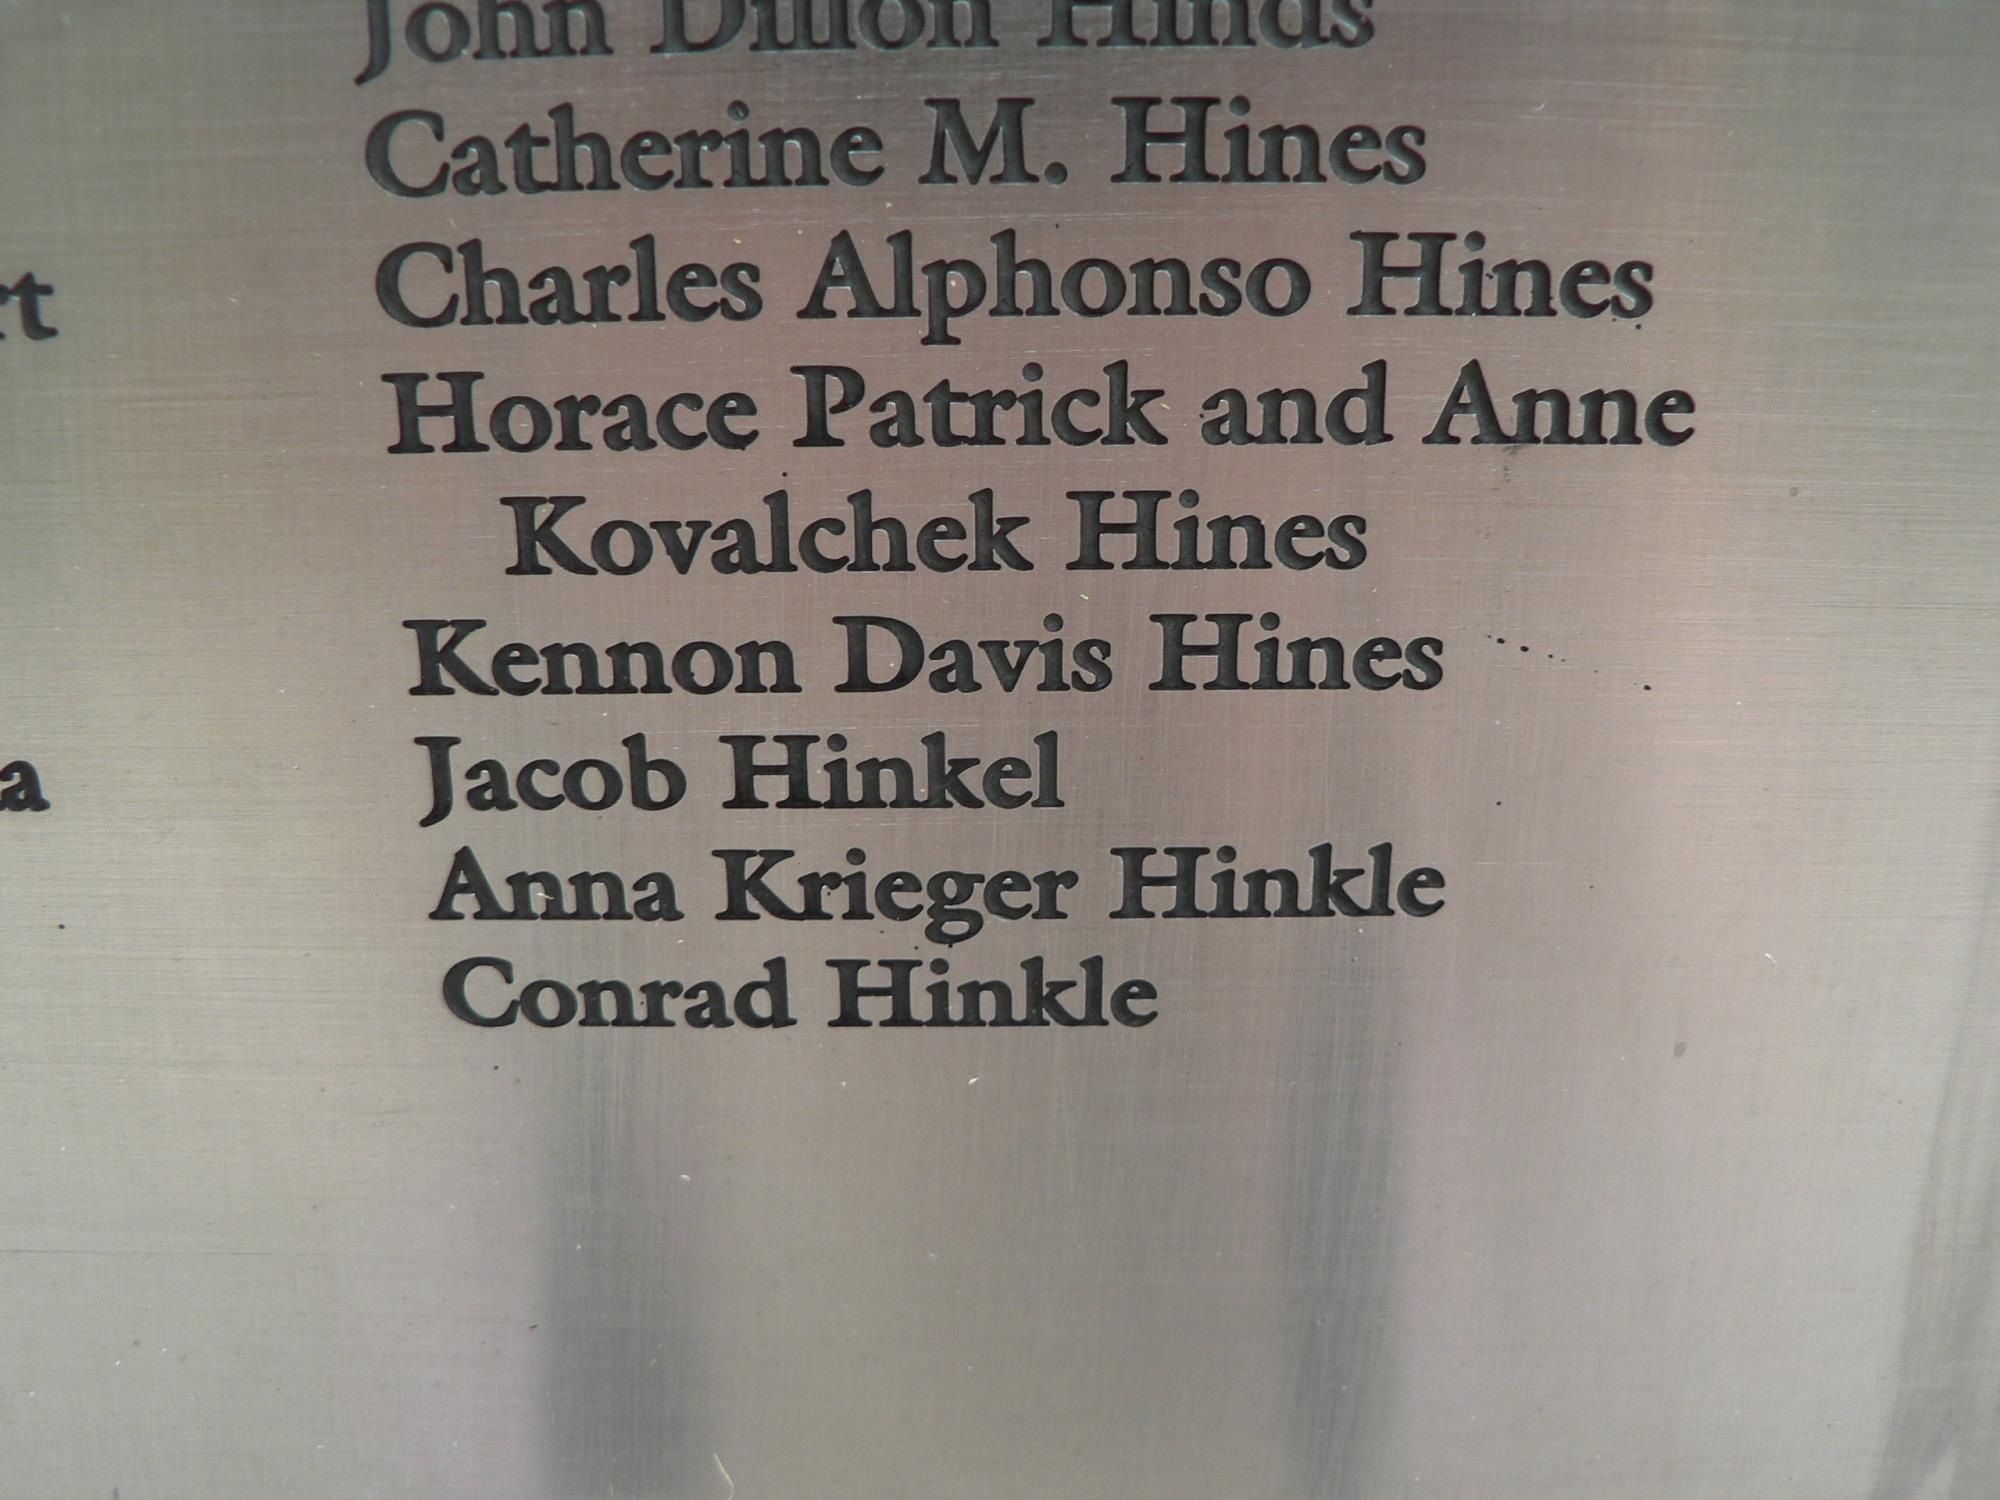 John Dillon Hinds
Catherine M. Hines
Charles Alphonso Hines
Horace Patrick and Anne
Kovalchek Hines
Kennon Davis Hines
Jacob Hinkel
Anna Krieger Hinkle
Conrad Hinkle